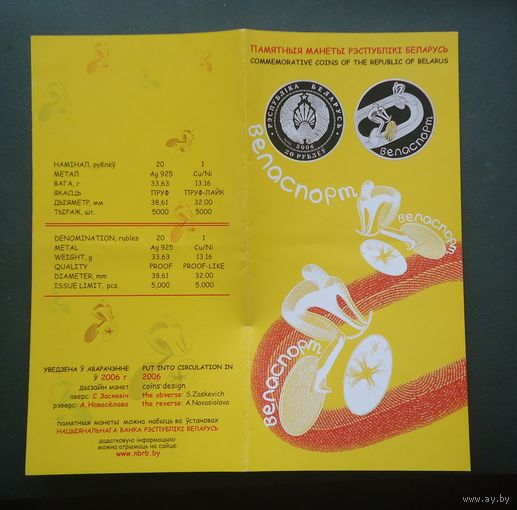 НАМІНАЛ, рублёў 20 1
МЕТАЛ Ag 925 Cu/Ni
ВАГА, г 33,63 13,16
ЯКАСЦЬ ПРУФ ПРУФ-ЛАЙК
ДЫЯМЕТР, мм 38,61 32,00
ТЫРАЖ, шт. 5000 5000
DENOMINATION, rubles 20 1
METAL Ag 925 Cu/Ni
WEIGHT, g 33.63 13.16
QUALITY PROOF PROOF-LIKE
DIAMETER, mm 38.61 32.00
ISSUE LIMIT, pcs. 5,000 5,000
УВЕДЗЕНА Ў АБАРАЧЭННЕ PUT INTO CIRCULATION IN
Ў 2006 г. 2006
дызайн манет coins design
аверс: С.Заскевіч the obverse: S.Zaskevich
рэверс: А.Навасёлава the reverse: A.Navasiolava
памятныя манеты можна набыць ва ўстановах
НАЦЫЯНАЛЬНАГА БАНКА РЭСПУБЛІКІ БЕЛАРУСЬ
дадатковую інфармацыю
можна атрымаць на сайце:
www.nbrb.by
ПАМЯТНЫЯ МАНЕТЫ РЭСПУБЛІКІ БЕЛАРУСЬ
COMMEMORATIVE COINS OF THE REPUBLIC OF BELARUS
РЭСПУБЛІКА БЕЛАРУСЬ
2006
20 РУБЛЁЎ
Веласпорт
Веласпорт
Веласпорт
Веласпорт
www.ay.by